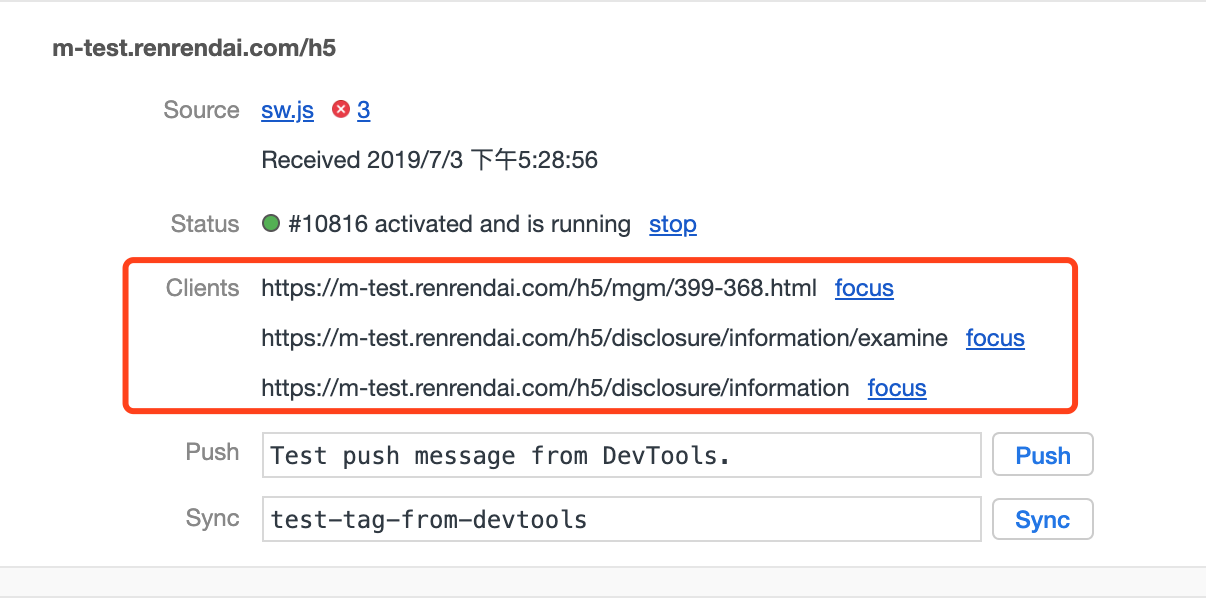 m-test.renrendai.com/h5
Source sw.js 3
Received 2019/7/3 下午5:28:56
Status #10816 activated and is running stop
Clients https://m-test.renrendai.com/h5/mgm/399-368.html focus
https://m-test.renrendai.com/h5/disclosure/information/examine focus
https://m-test.renrendai.com/h5/disclosure/information focus
Push Test push message from DevTools. Push
Sync test-tag-from-devtools Sync